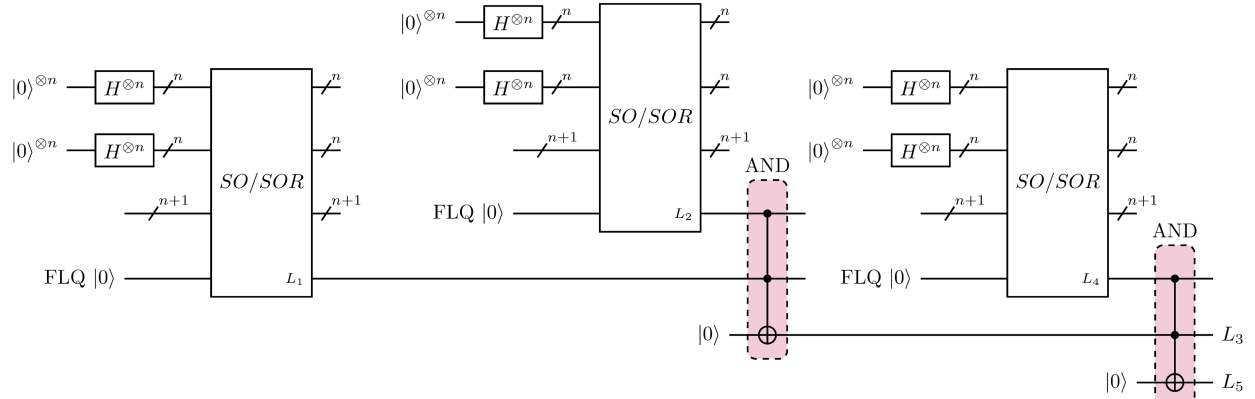 |0⟩^{⊗n} H^{⊗n} n n
|0⟩^{⊗n} H^{⊗n} n n
n+1 SO/SOR n+1
FLQ |0⟩ L_1
|0⟩^{⊗n} H^{⊗n} n n
|0⟩^{⊗n} H^{⊗n} n n
SO/SOR
n+1 n+1
FLQ |0⟩ L_2
AND
|0⟩
|0⟩^{⊗n} H^{⊗n} n n
|0⟩^{⊗n} H^{⊗n} n n
n+1 SO/SOR n+1
FLQ |0⟩ L_4
AND
L_3
|0⟩ L_5